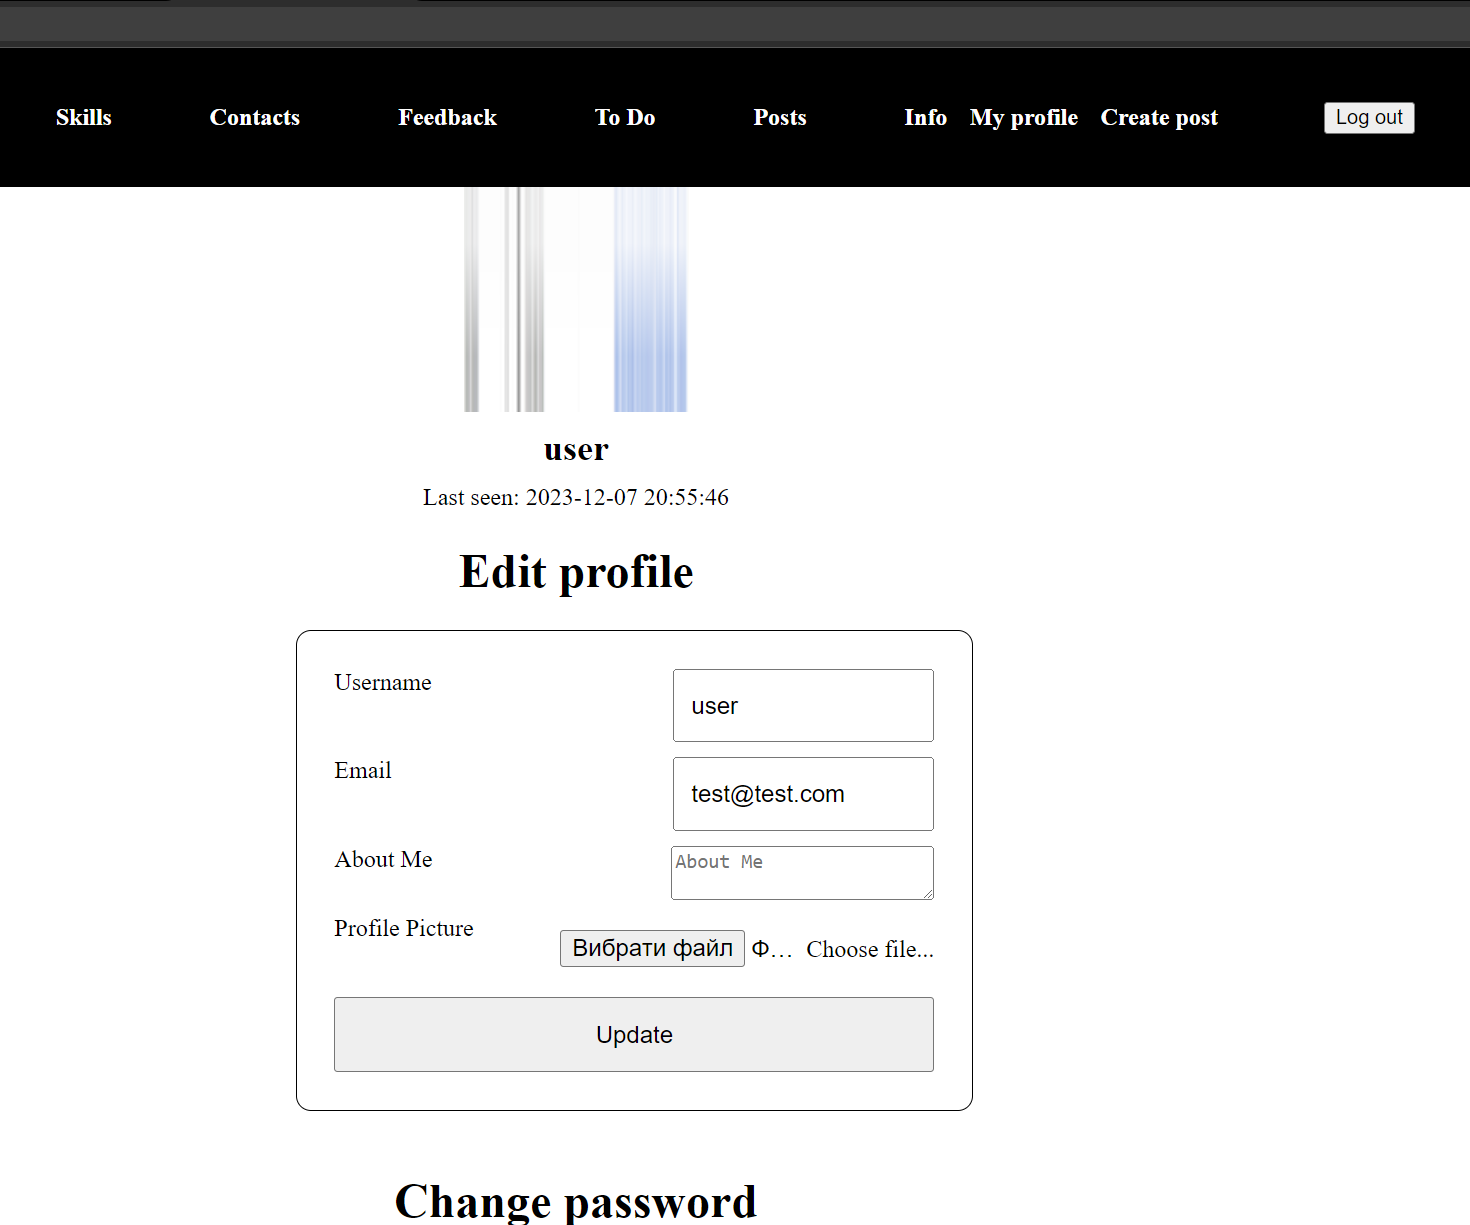 Skills Contacts Feedback To Do Posts Info My profile Create post Log out
user
Last seen: 2023-12-07 20:55:46
Edit profile
Username
user
Email
test@test.com
About Me
About Me
Profile Picture
Вибрати файл Ф... Choose file...
Update
Change password